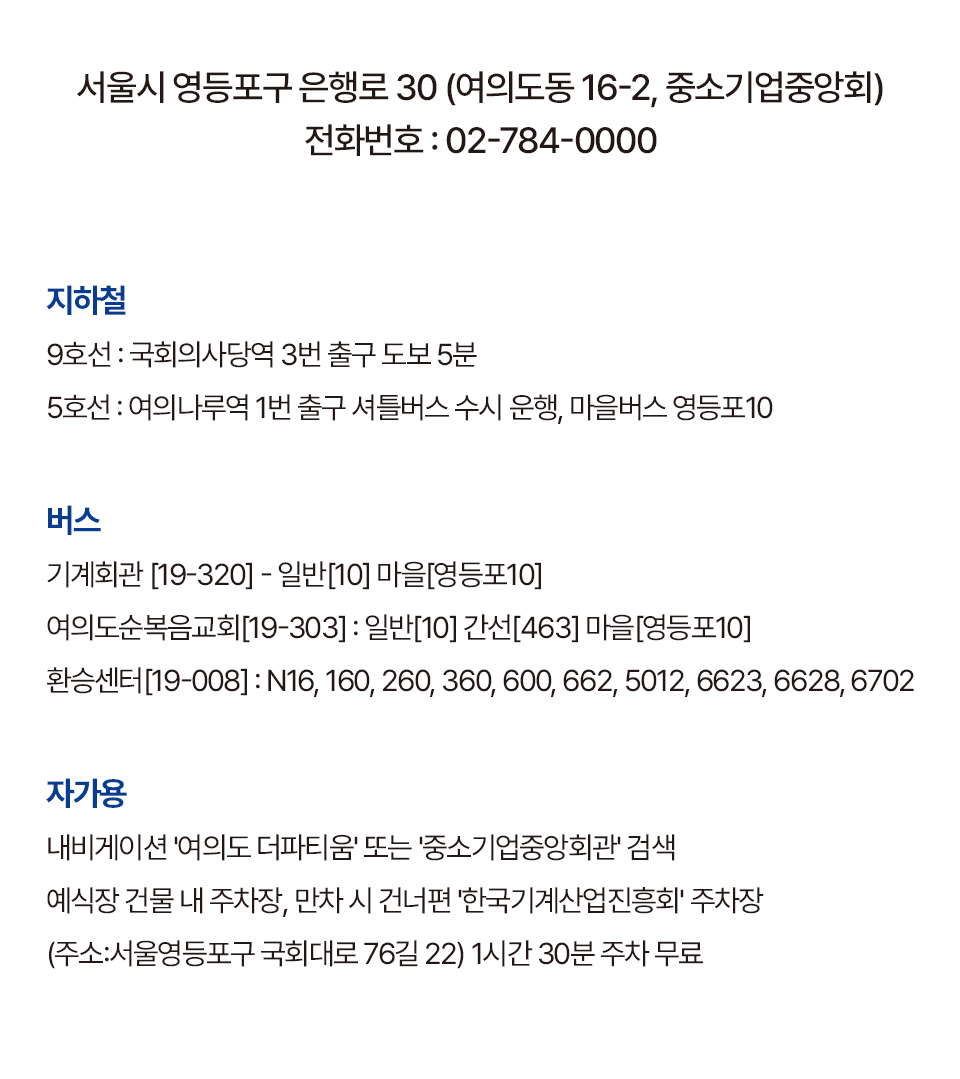 서울시 영등포구 은행로 30 (여의도동 16-2, 중소기업중앙회)
전화번호 : 02-784-0000
지하철
9호선 : 국회의사당역 3번 출구 도보 5분
5호선 : 여의나루역 1번 출구 셔틀버스 수시 운행, 마을버스 영등포10
버스
기계회관 [19-320] - 일반[10] 마을[영등포10]
여의도순복음교회[19-303] : 일반[10] 간선[463] 마을[영등포10]
환승센터[19-008] : N16, 160, 260, 360, 600, 662, 5012, 6623, 6628, 6702
자가용
내비게이션 '여의도 더파티움' 또는 '중소기업중앙회관' 검색
예식장 건물 내 주차장, 만차 시 건너편 '한국기계산업진흥회' 주차장
(주소:서울영등포구 국회대로 76길 22) 1시간 30분 주차 무료